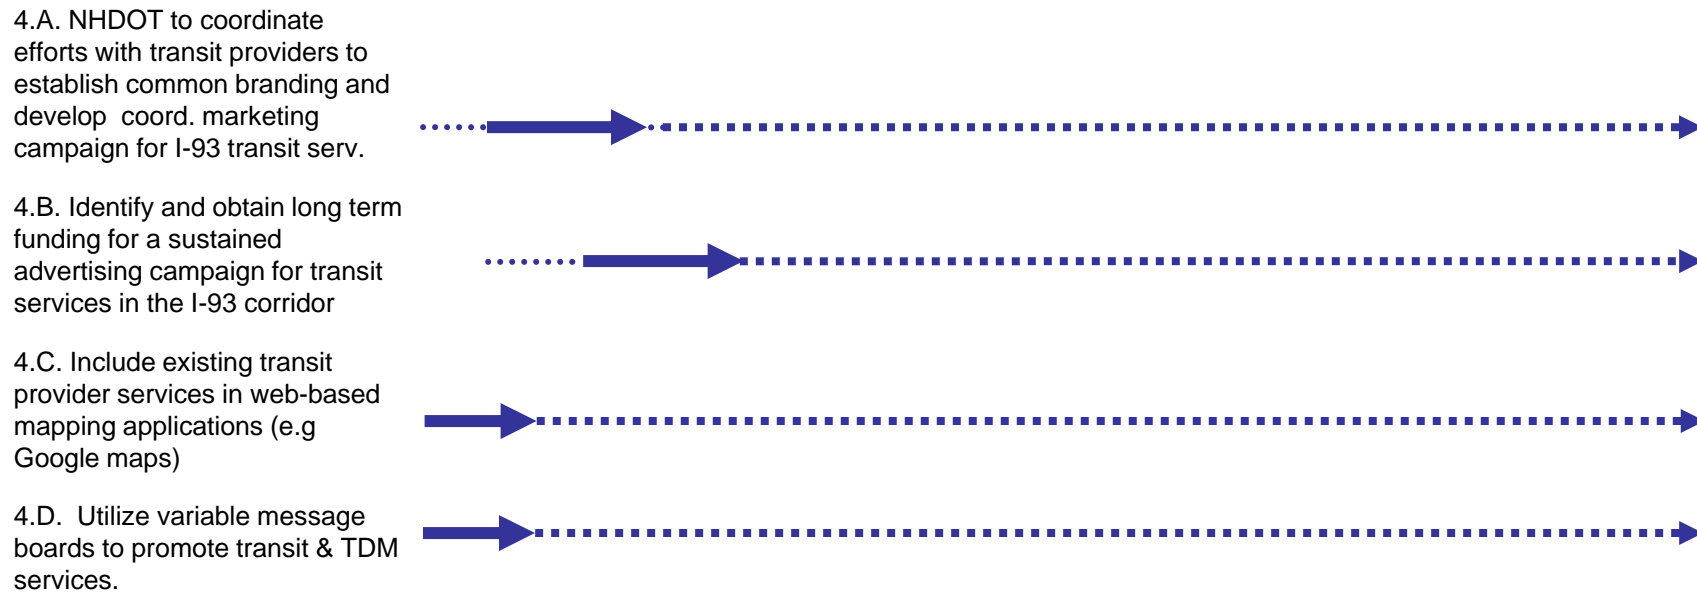 4.A. NHDOT to coordinate
efforts with transit providers to
establish common branding and
develop  coord. marketing
campaign for I-93 transit serv.
4.B. Identify and obtain long term
funding for a sustained
advertising campaign for transit
services in the I-93 corridor
4.C. Include existing transit
provider services in web-based
mapping applications (e.g
Google maps)
4.D.  Utilize variable message
boards to promote transit & TDM
services.